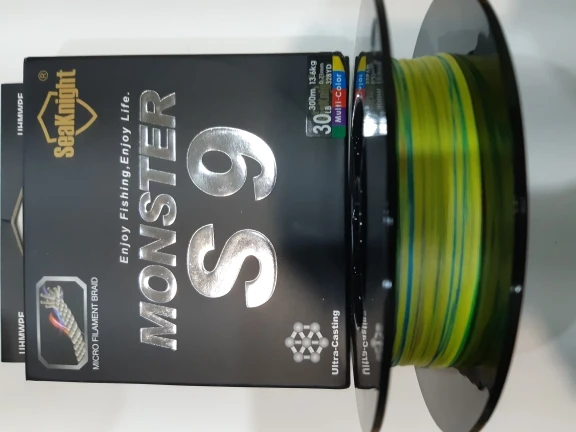 SeaKnight®
Enjoy Fishing,Enjoy Life.
MONSTER
S9
300m, 13.6kg
328YD
30LB
Multi-Color
MICRO FILAMENT BRAID
Ultra-Casting
UHMWPE
UHMWPE